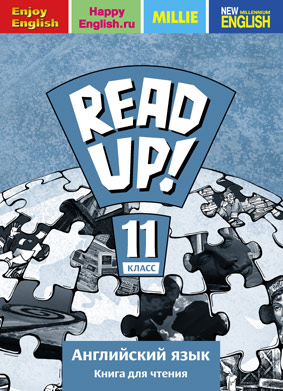 Enjoy
English
Happy
English.ru
MILLIE
NEW MILLENNIUM
ENGLISH
READ
UP!
11
КЛАСС
Английский язык
Книга для чтения